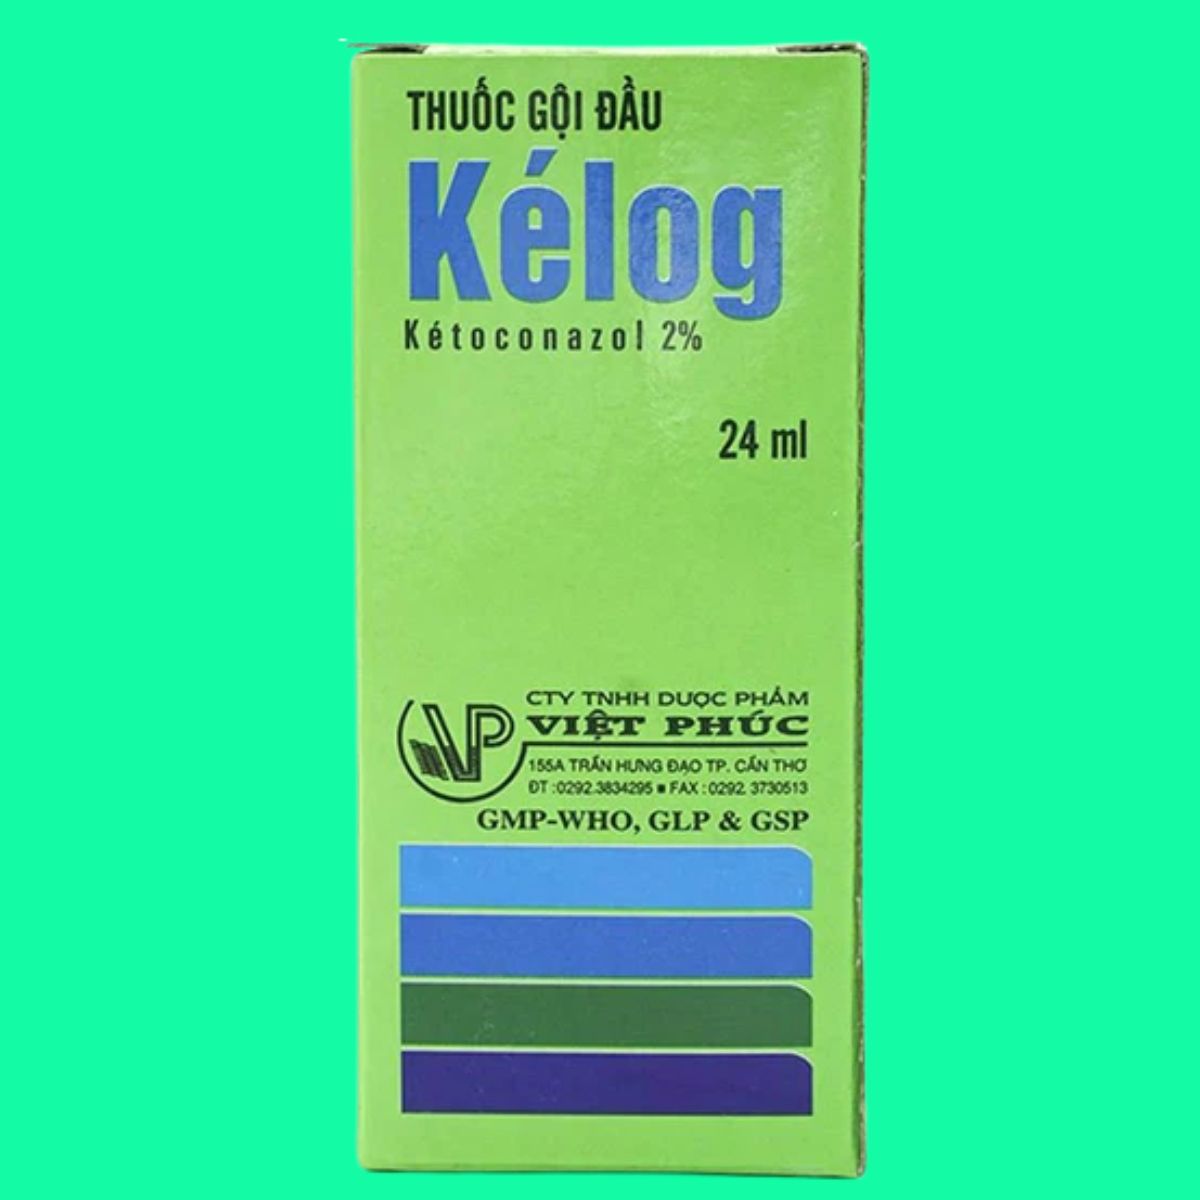 THUỐC GỘI ĐẦU
Kélog
Kétoconazol 2%
24 ml
VP
CTY TNHH DƯỢC PHẨM
VIỆT PHÚC
155A TRẦN HƯNG ĐẠO TP. CẦN THƠ
ĐT :0292.3834295 ■ FAX : 0292. 3730513
GMP-WHO, GLP & GSP